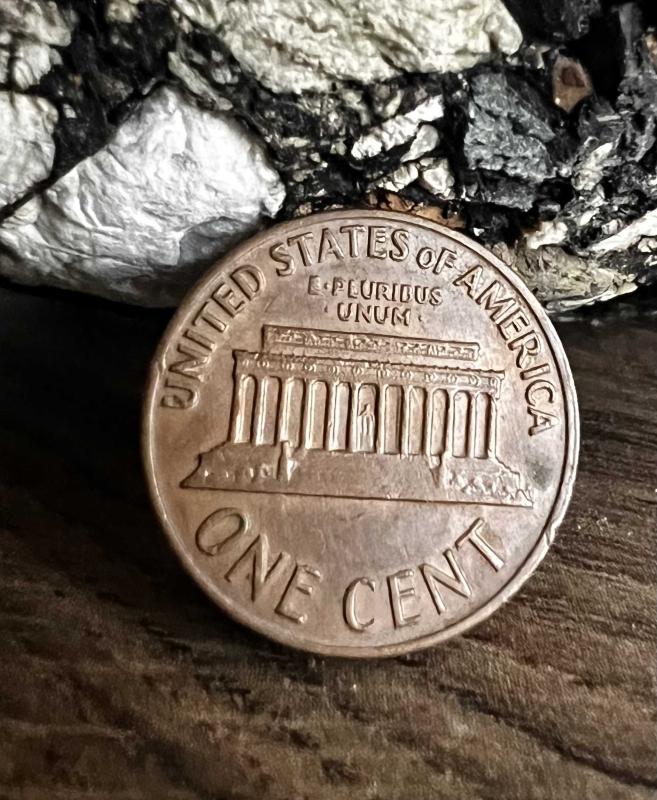 UNITED STATES OF AMERICA
E·PLURIBUS
·UNUM·
ONE CENT